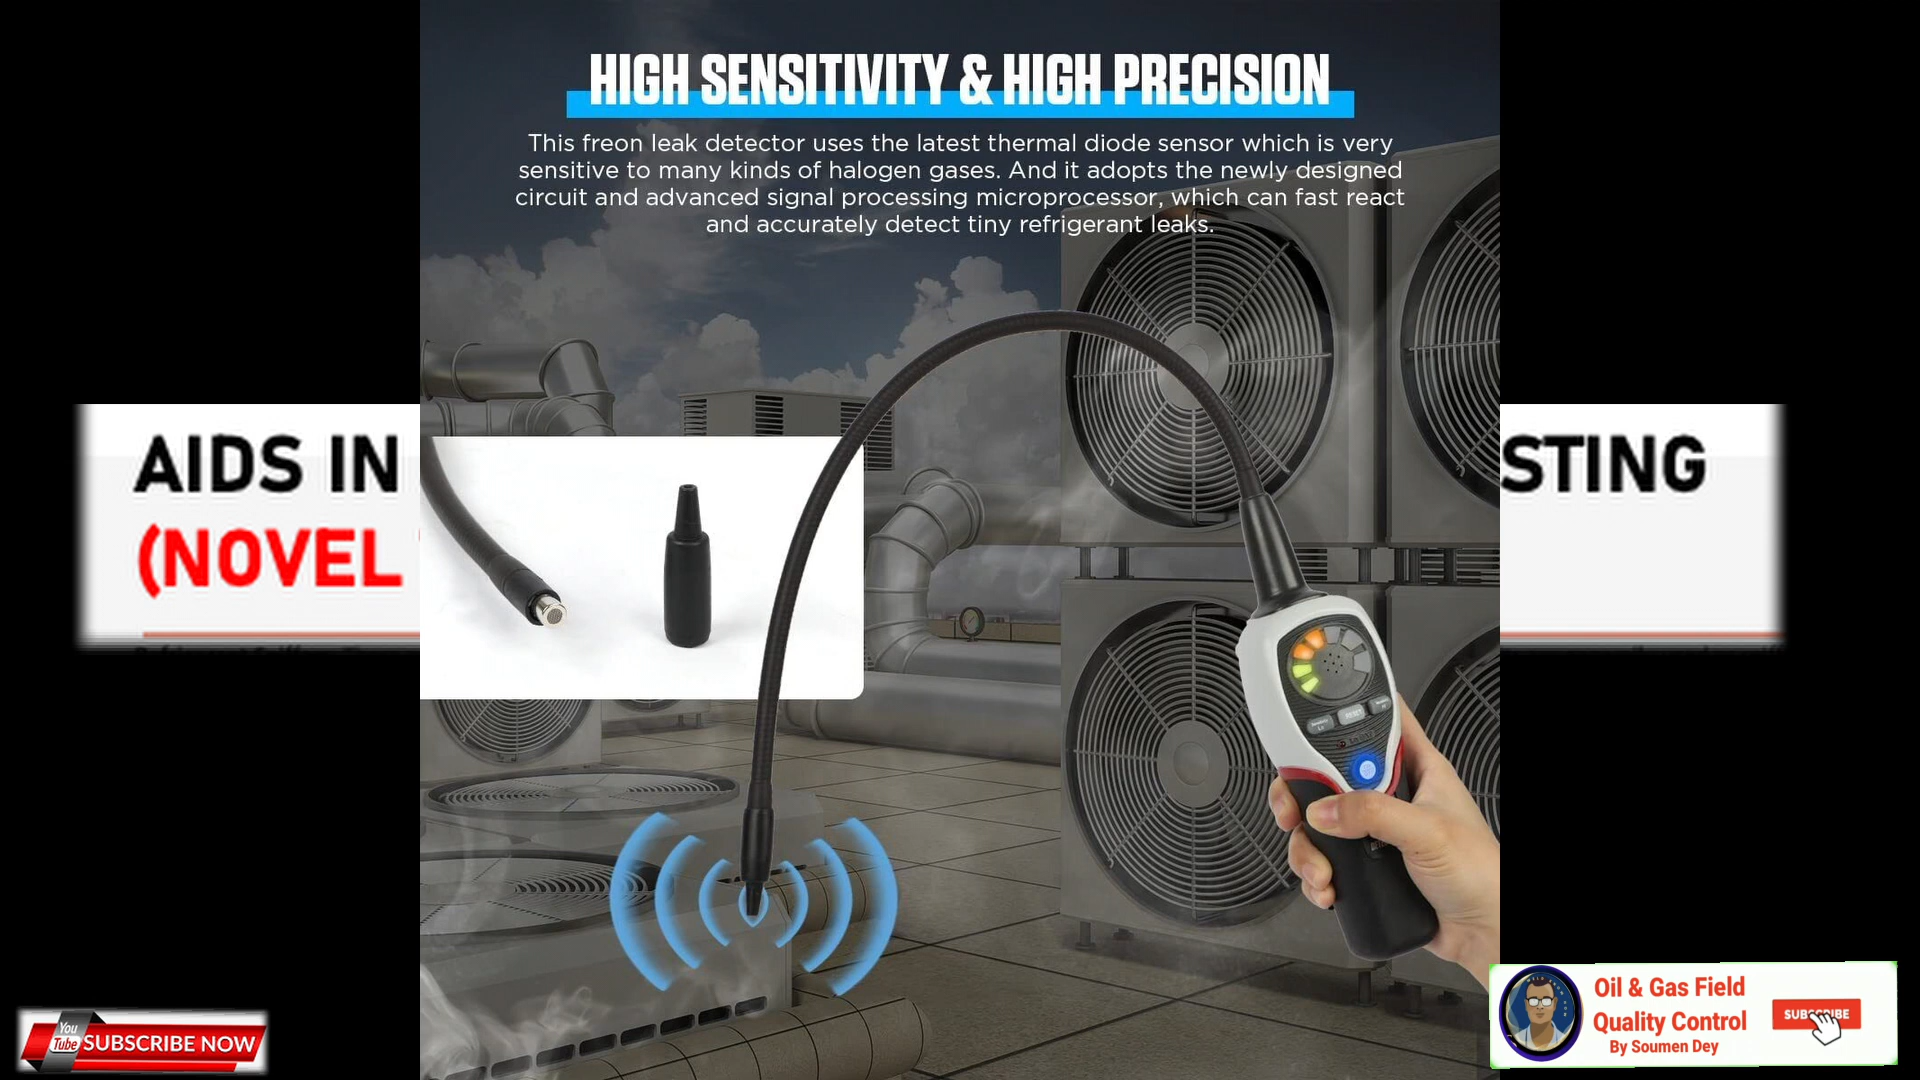 HIGH SENSITIVITY & HIGH PRECISION
This freon leak detector uses the latest thermal diode sensor which is very
sensitive to many kinds of halogen gases. And it adopts the newly designed
circuit and advanced signal processing microprocessor, which can fast react
and accurately detect tiny refrigerant leaks.
AIDS IN
STING
(NOVEL
RESET
You
Tube
SUBSCRIBE NOW
Oil & Gas Field
Quality Control
By Soumen Dey
SUBSCRIBE